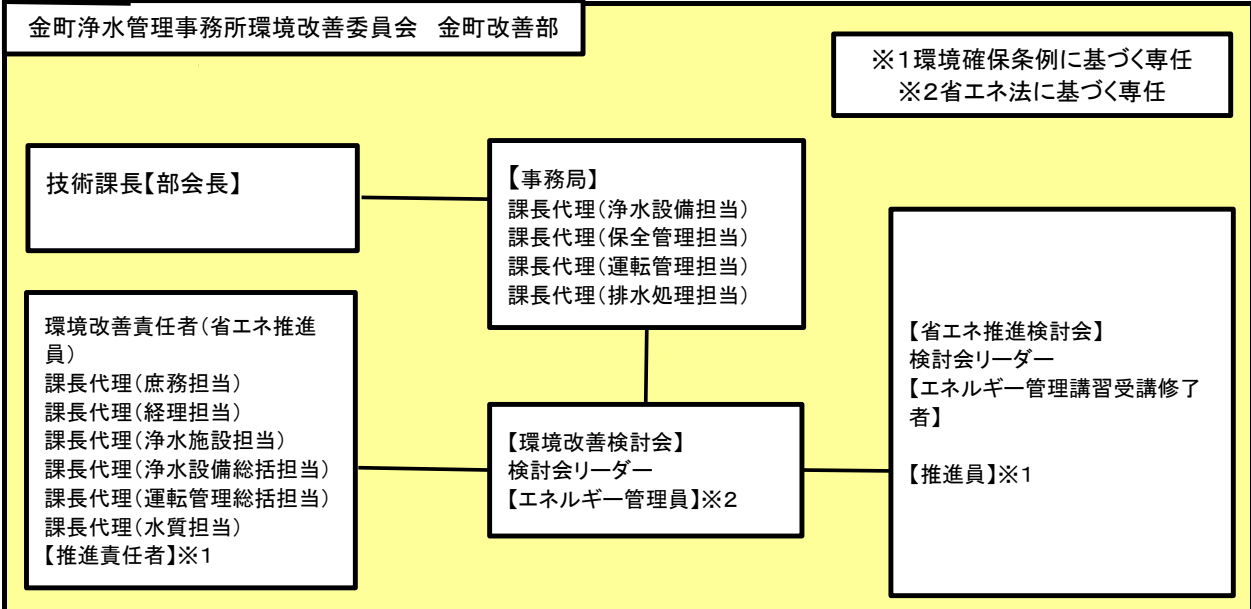 金町浄水管理事務所環境改善委員会　金町改善部
※1環境確保条例に基づく専任
※2省エネ法に基づく専任
技術課長【部会長】
【事務局】
課長代理(浄水設備担当)
課長代理(保全管理担当)
課長代理(運転管理担当)
課長代理(排水処理担当)
環境改善責任者(省エネ推進
員)
課長代理(庶務担当)
課長代理(経理担当)
課長代理(浄水施設担当)
課長代理(浄水設備総括担当)
課長代理(運転管理総括担当)
課長代理(水質担当)
【推進責任者】※1
【環境改善検討会】
検討会リーダー
【エネルギー管理員】※2
【省エネ推進検討会】
検討会リーダー
【エネルギー管理講習受講修了
者】
【推進員】※1